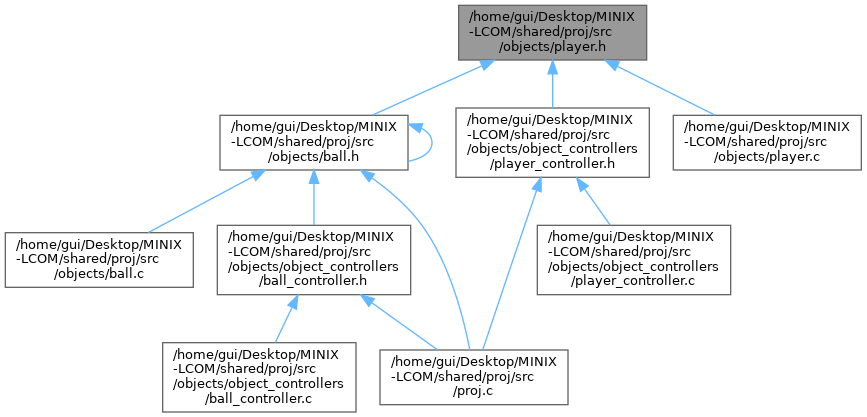 /home/gui/Desktop/MINIX
-LCOM/shared/proj/src
/objects/player.h
/home/gui/Desktop/MINIX
-LCOM/shared/proj/src
/objects/ball.h
/home/gui/Desktop/MINIX
-LCOM/shared/proj/src
/objects/object_controllers
/player_controller.h
/home/gui/Desktop/MINIX
-LCOM/shared/proj/src
/objects/player.c
/home/gui/Desktop/MINIX
-LCOM/shared/proj/src
/objects/ball.c
/home/gui/Desktop/MINIX
-LCOM/shared/proj/src
/objects/object_controllers
/ball_controller.h
/home/gui/Desktop/MINIX
-LCOM/shared/proj/src
/objects/object_controllers
/player_controller.c
/home/gui/Desktop/MINIX
-LCOM/shared/proj/src
/objects/object_controllers
/ball_controller.c
/home/gui/Desktop/MINIX
-LCOM/shared/proj/src
/proj.c